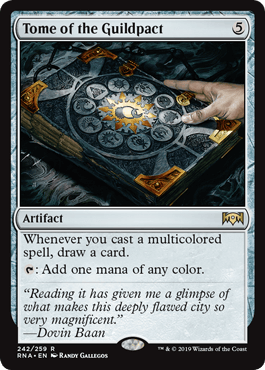 Tome of the Guildpact 5
Artifact
Whenever you cast a multicolored
spell, draw a card.
: Add one mana of any color.
“Reading it has given me a glimpse of
what makes this deeply flawed city so
very magnificent.”
—Dovin Baan
242/259 R
RNA • EN Randy Gallegos
™ & © 2019 Wizards of the Coast